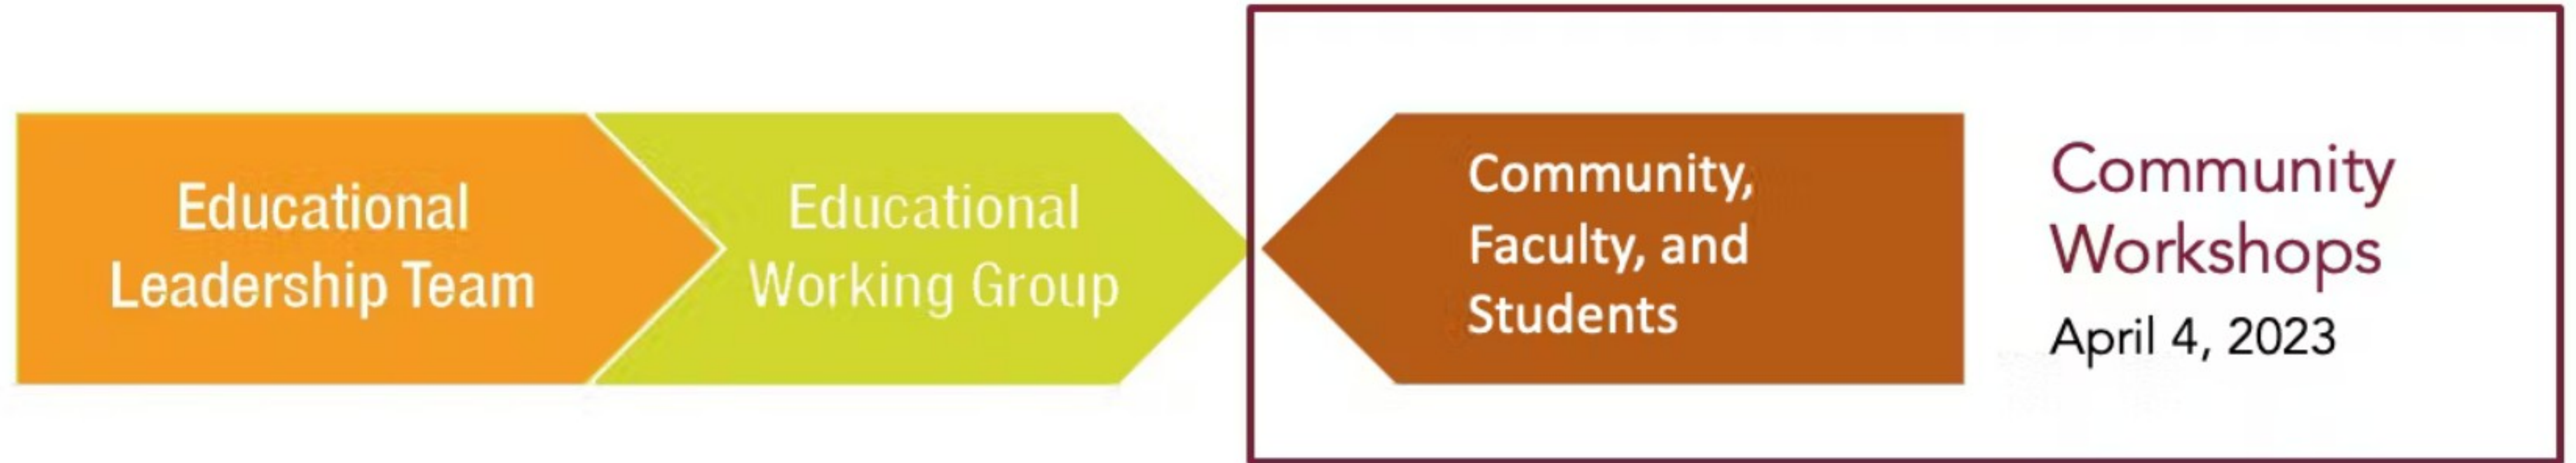 Educational
Leadership Team
Educational
Working Group
Community,
Faculty, and
Students
Community
Workshops
April 4, 2023